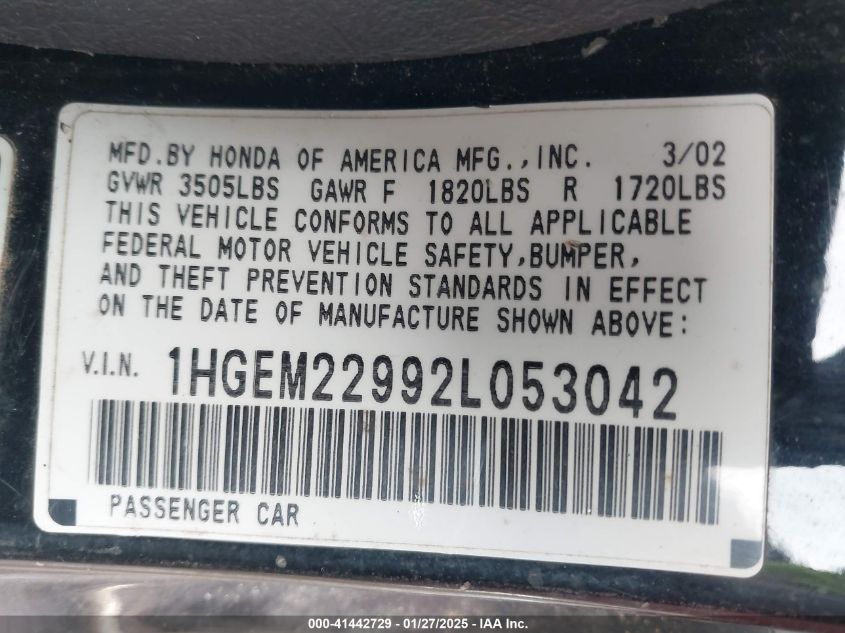 MFD.BY HONDA OF AMERICA MFG.,INC. 3/02
GVWR 3505LBS GAWR F 1820LBS R 1720LBS
THIS VEHICLE CONFORMS TO ALL APPLICABLE
FEDERAL MOTOR VEHICLE SAFETY,BUMPER,
AND THEFT PREVENTION STANDARDS IN EFFECT
ON THE DATE OF MANUFACTURE SHOWN ABOVE:
V.I.N. 1HGEM22992L053042
PASSENGER CAR
000-41442729 - 01/27/2025 - IAA Inc.